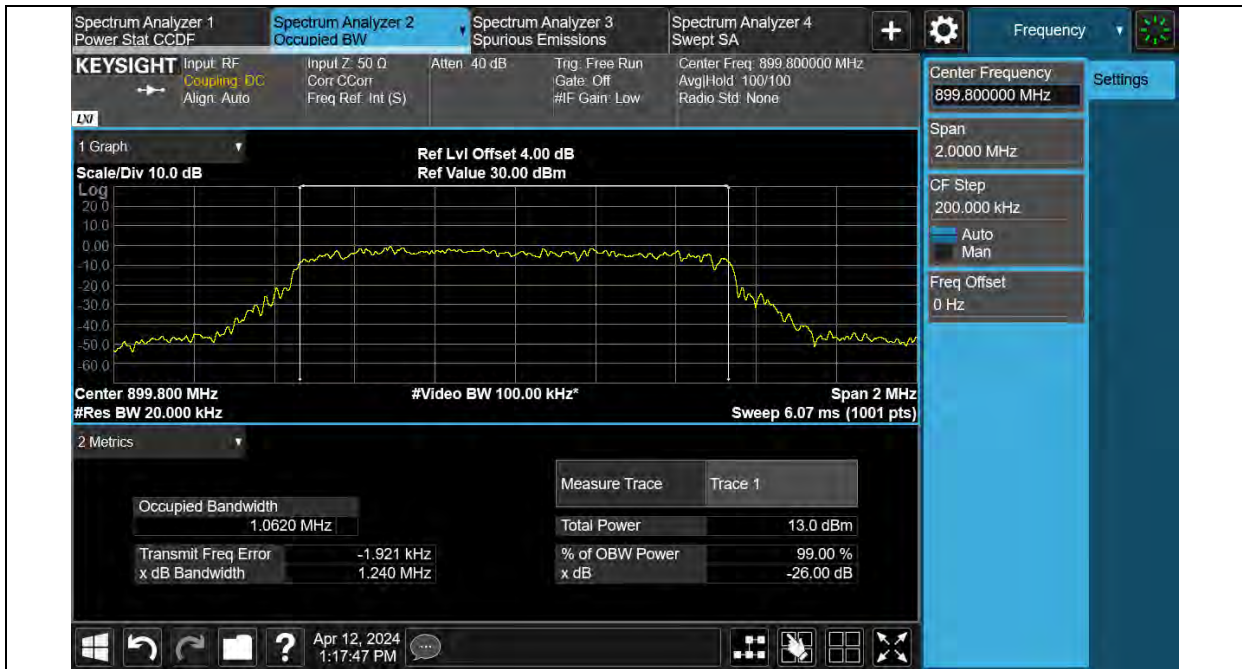 Spectrum Analyzer 1
Power Stat CCDF
Spectrum Analyzer 2
Occupied BW
Spectrum Analyzer 3
Spurious Emissions
Spectrum Analyzer 4
Swept SA
+
Frequency
KEYSIGHT
LXI
Input: RF
Coupling: DC
Align: Auto
Input Z: 50 Ω
Corr CCorr
Freq Ref: Int (S)
Atten: 40 dB
Trig: Free Run
Gate: Off
#IF Gain: Low
Center Freq: 899.800000 MHz
Avg|Hold: 100/100
Radio Std: None
Center Frequency
899.800000 MHz
Settings
Span
2.0000 MHz
CF Step
200.000 kHz
Auto
Man
Freq Offset
0 Hz
1 Graph
Scale/Div 10.0 dB
Ref Lvl Offset 4.00 dB
Ref Value 30.00 dBm
Log
20.0
10.0
0.00
-10.0
-20.0
-30.0
-40.0
-50.0
-60.0
Center 899.800 MHz
#Res BW 20.000 kHz
#Video BW 100.00 kHz*
Span 2 MHz
Sweep 6.07 ms (1001 pts)
2 Metrics
Measure Trace Trace 1
Occupied Bandwidth
1.0620 MHz
Total Power 13.0 dBm
Transmit Freq Error -1.921 kHz
% of OBW Power 99.00 %
x dB Bandwidth 1.240 MHz
x dB -26.00 dB
?
Apr 12, 2024
1:17:47 PM